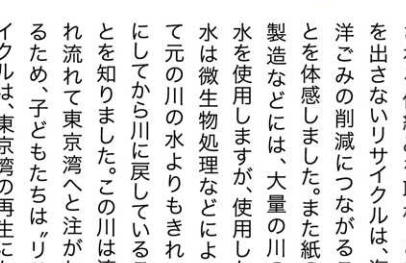 を出さないリサイクルは、海
洋ごみの削減につながるこ
とを体感しました。また紙の
製造などには、大量の川の
水を使用しますが、使用した
水は微生物処理などによ
て元の川の水よりもきれ
にしてから川に戻しているこ
とを知りました。この川は
れ流れて東京湾へと注が
るため、子どもたちは〝リ
イクルは、東京湾の再生に